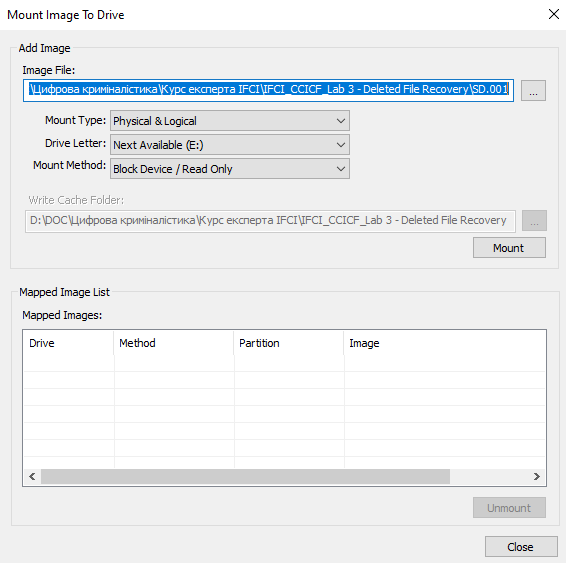 Mount Image To Drive
Add Image
Image File:
\Цифрова криміналістика\Курс експерта IFCI\IFCI_CCICF_Lab 3 - Deleted File Recovery\SD.001
...
Mount Type: Physical & Logical
Drive Letter: Next Available (E:)
Mount Method: Block Device / Read Only
Write Cache Folder:
D:\DOC\Цифрова криміналістика\Курс експерта IFCI\IFCI_CCICF_Lab 3 - Deleted File Recovery
...
Mount
Mapped Image List
Mapped Images:
Drive Method Partition Image
Unmount
Close